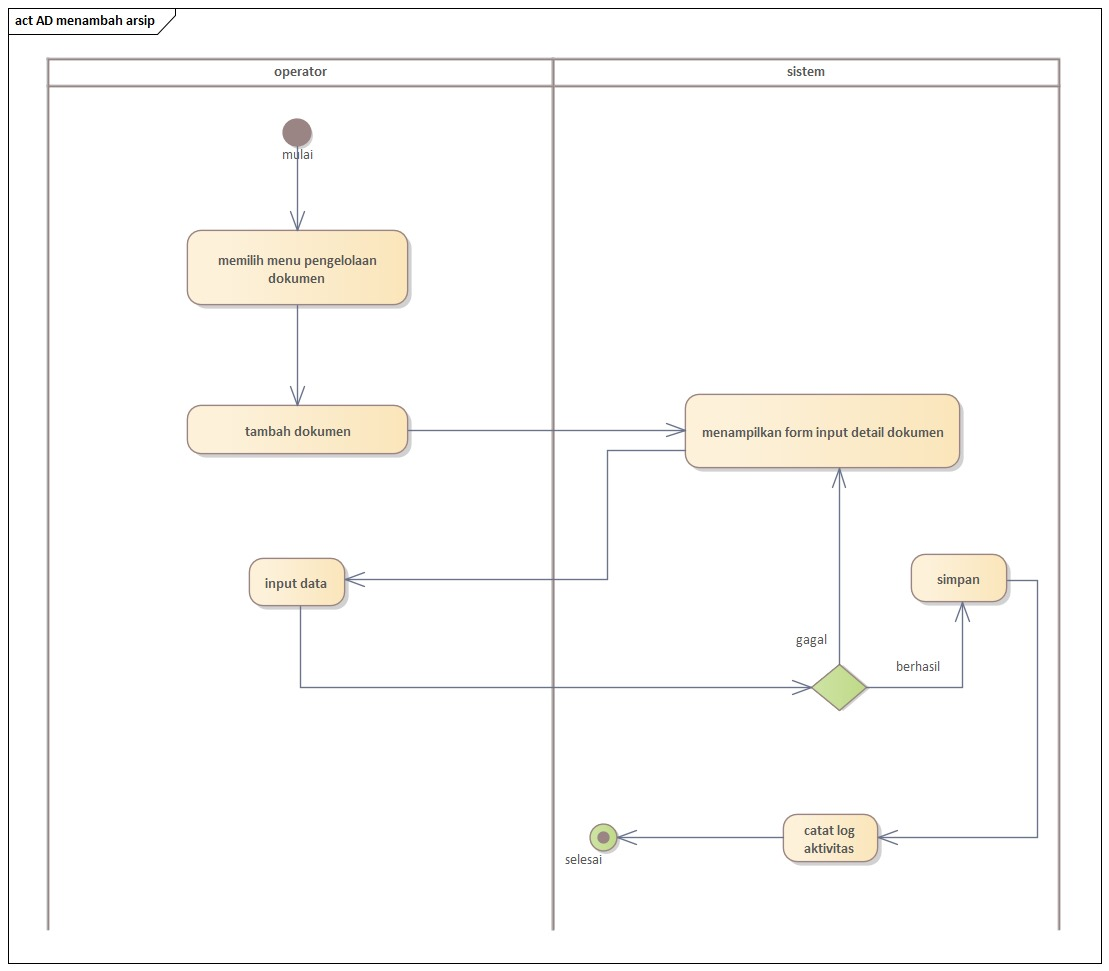 act AD menambah arsip
operator
sistem
mulai
memilih menu pengelolaan
dokumen
tambah dokumen
menampilkan form input detail dokumen
input data
simpan
gagal
berhasil
catat log
aktivitas
selesai